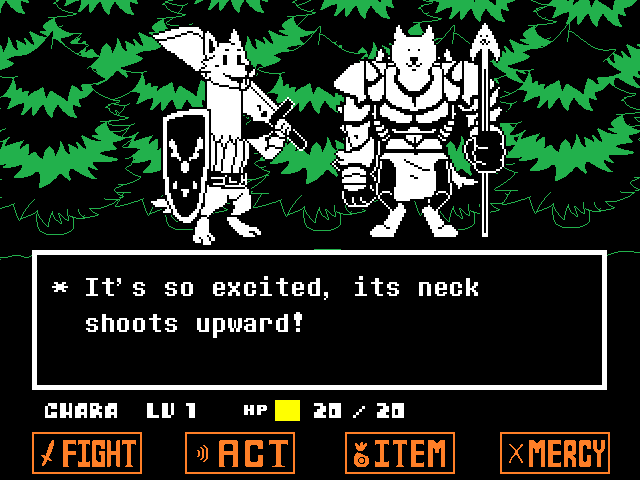 * It's so excited, its neck
shoots upward!
CHARA LV 1 HP 20 / 20
FIGHT ACT ITEM MERCY